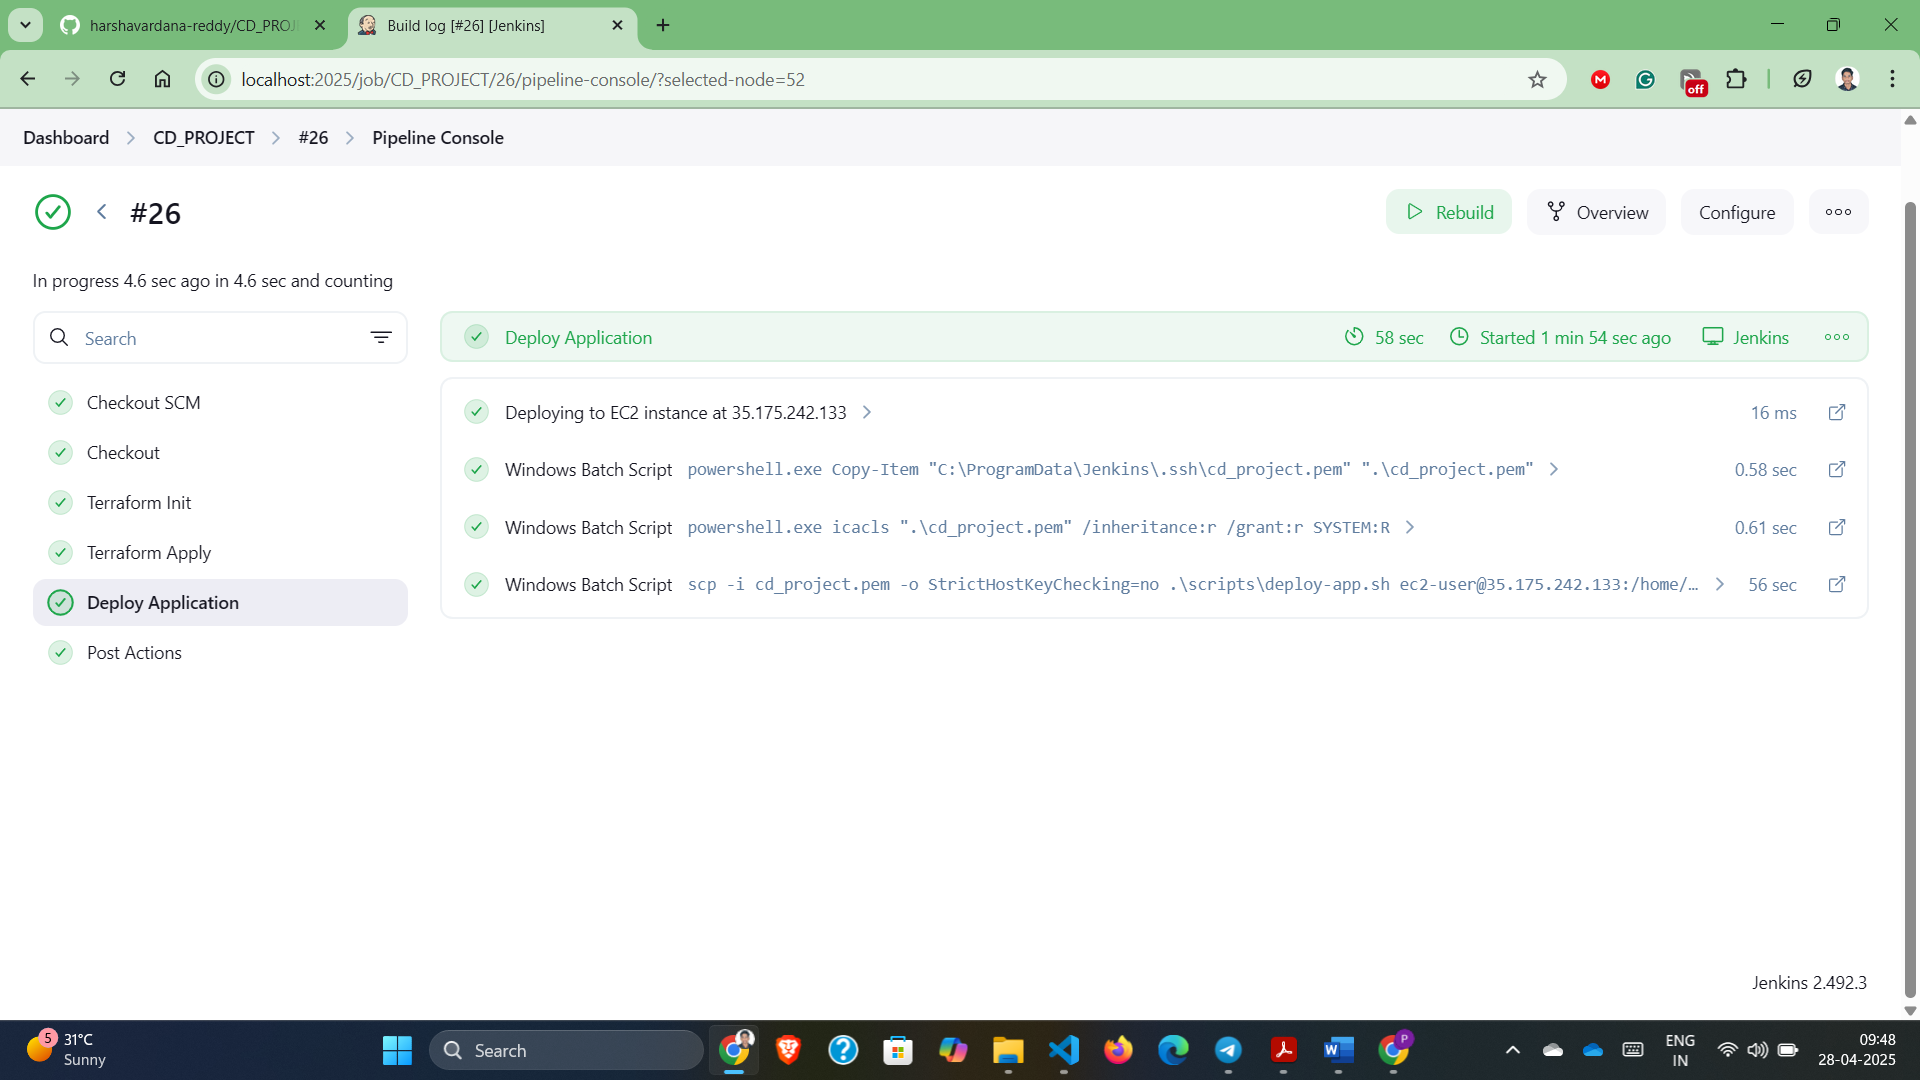 harshavardana-reddy/CD_PROJ
Build log [#26] [Jenkins]
localhost:2025/job/CD_PROJECT/26/pipeline-console/?selected-node=52
off
Dashboard
CD_PROJECT
#26
Pipeline Console
#26
Rebuild
Overview
Configure
In progress 4.6 sec ago in 4.6 sec and counting
Search
Checkout SCM
Checkout
Terraform Init
Terraform Apply
Deploy Application
Post Actions
Deploy Application
58 sec
Started 1 min 54 sec ago
Jenkins
Deploying to EC2 instance at 35.175.242.133
16 ms
Windows Batch Script powershell.exe Copy-Item "C:\ProgramData\Jenkins\.ssh\cd_project.pem" ".\cd_project.pem"
0.58 sec
Windows Batch Script powershell.exe icacls ".\cd_project.pem" /inheritance:r /grant:r SYSTEM:R
0.61 sec
Windows Batch Script scp -i cd_project.pem -o StrictHostKeyChecking=no .\scripts\deploy-app.sh ec2-user@35.175.242.133:/home/…
56 sec
Jenkins 2.492.3
5
31°C
Sunny
Search
P
ENG
IN
09:48
28-04-2025